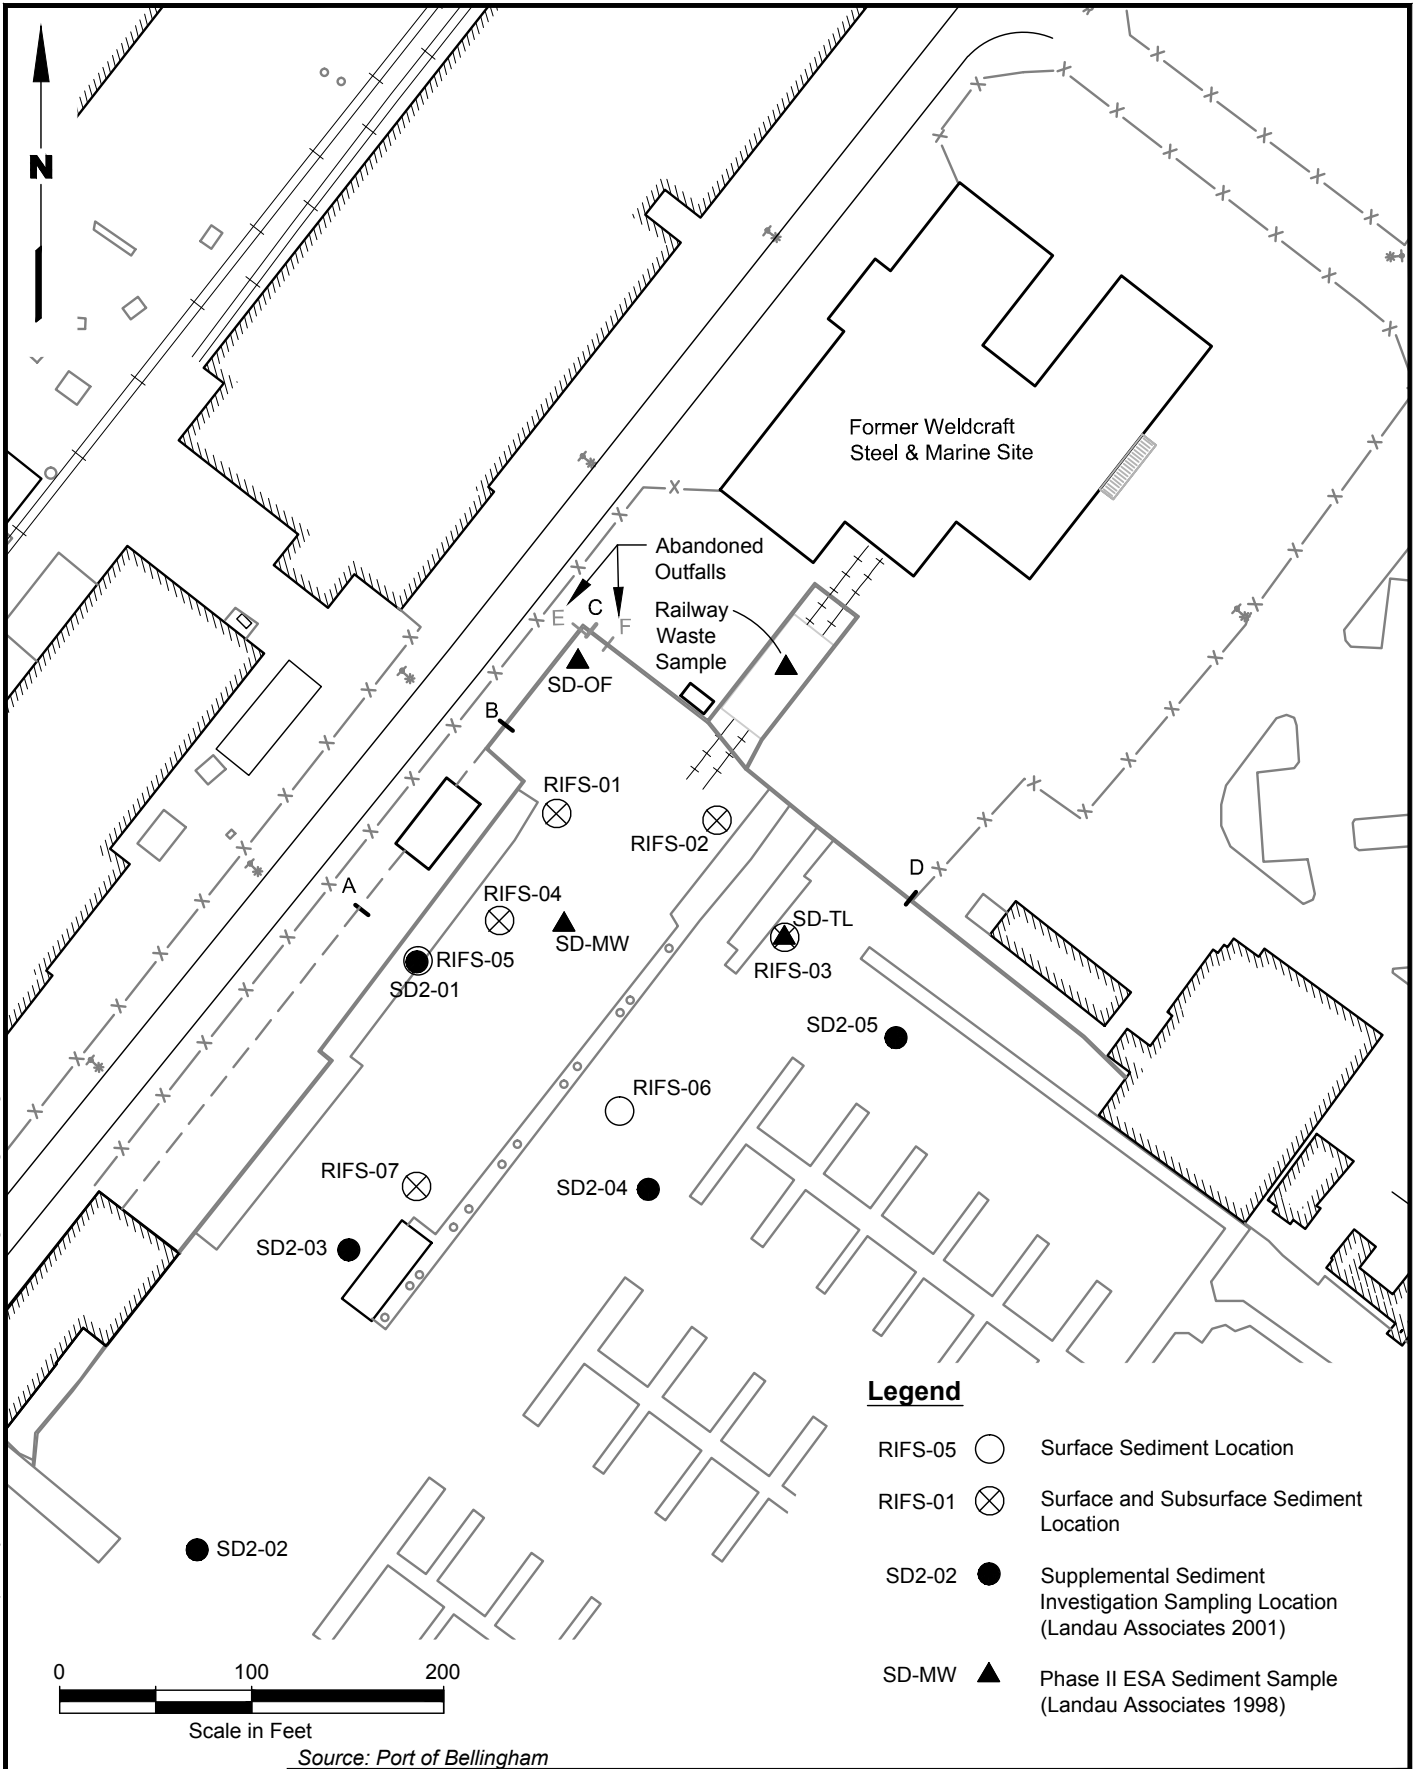 N
Former Weldcraft
Steel & Marine Site
Abandoned
Outfalls
E
C
F
Railway
Waste
Sample
SD-OF
B
RIFS-01
RIFS-02
A
D
RIFS-04
SD-MW
SD-TL
RIFS-03
RIFS-05
SD2-01
SD2-05
RIFS-06
RIFS-07
SD2-04
SD2-03
SD2-02
Legend
RIFS-05 Surface Sediment Location
RIFS-01 Surface and Subsurface Sediment
Location
SD2-02 Supplemental Sediment
Investigation Sampling Location
(Landau Associates 2001)
SD-MW Phase II ESA Sediment Sample
(Landau Associates 1998)
0 100 200
Scale in Feet
Source: Port of Bellingham